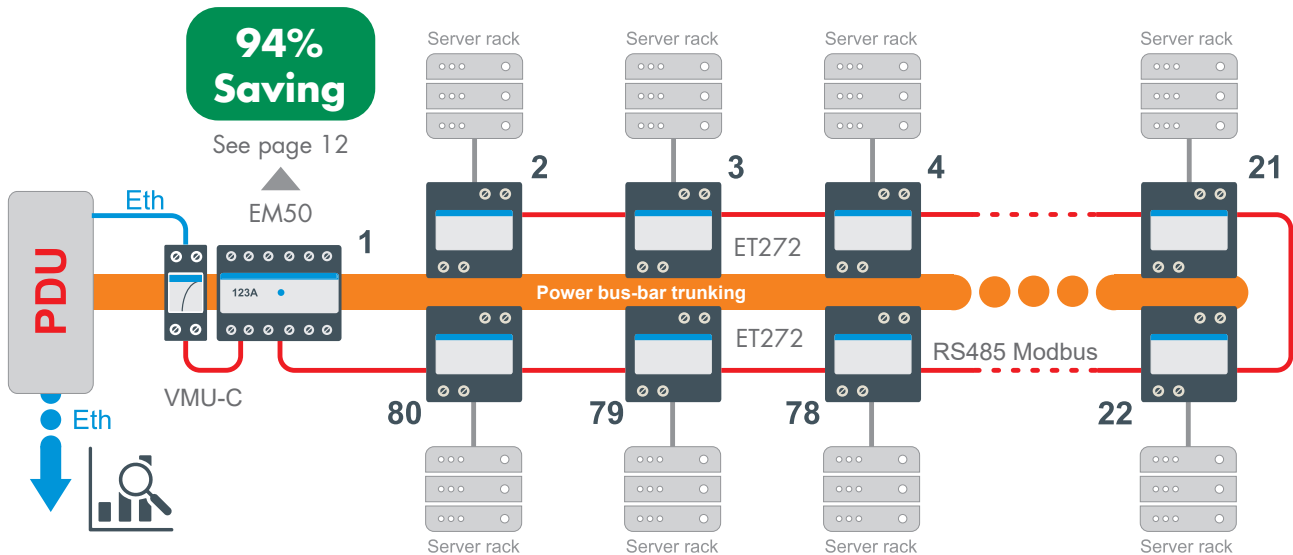 94%
Saving
See page 12
EM50
Server rack
Server rack
Server rack
Server rack
2
3
4
21
Eth
1
ET272
PDU
123A
Power bus-bar trunking
ET272
RS485 Modbus
VMU-C
80
79
78
22
Eth
Server rack
Server rack
Server rack
Server rack